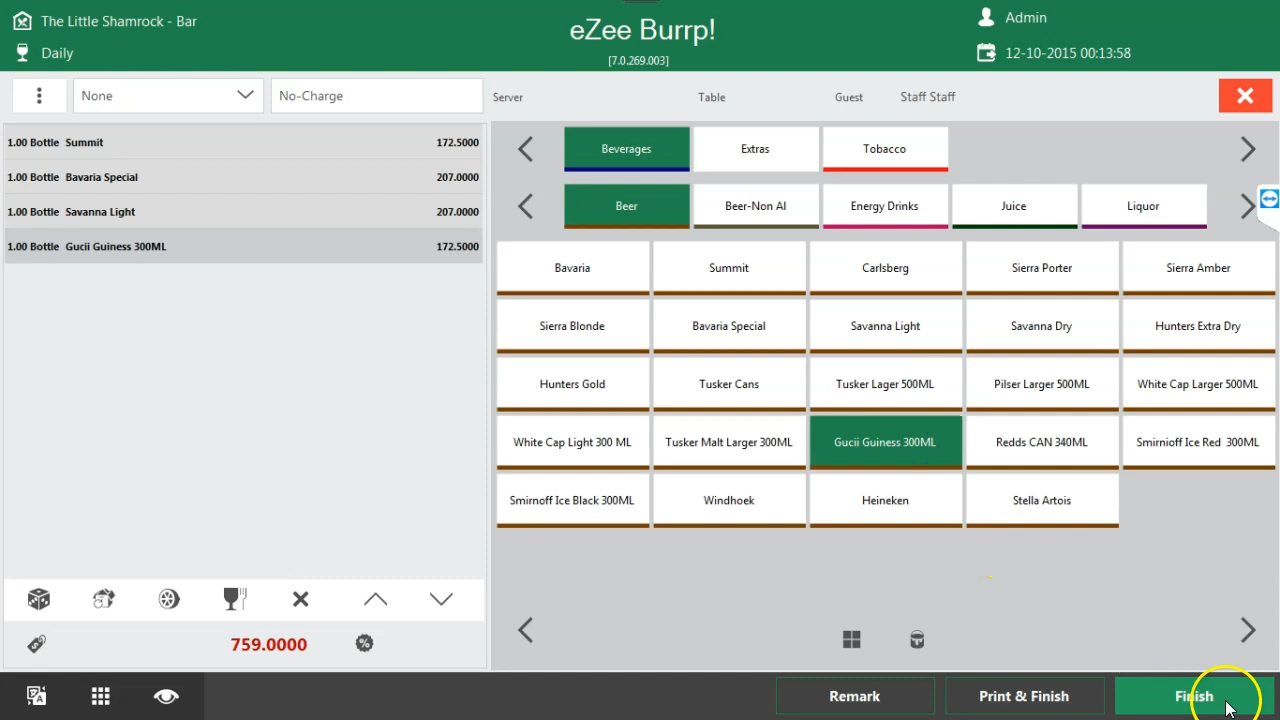 The Little Shamrock - Bar
Daily
eZee Burrp!
[7.0.269.003]
Admin
12-10-2015 00:13:58
None
No-Charge
Server
Table
Guest
Staff Staff
1.00 Bottle Summit 172.5000
1.00 Bottle Bavaria Special 207.0000
1.00 Bottle Savanna Light 207.0000
1.00 Bottle Gucii Guiness 300ML 172.5000
759.0000
Beverages
Extras
Tobacco
Beer
Beer-Non Al
Energy Drinks
Juice
Liquor
Bavaria
Summit
Carlsberg
Sierra Porter
Sierra Amber
Sierra Blonde
Bavaria Special
Savanna Light
Savanna Dry
Hunters Extra Dry
Hunters Gold
Tusker Cans
Tusker Lager 500ML
Pilser Larger 500ML
White Cap Larger 500ML
White Cap Light 300 ML
Tusker Malt Larger 300ML
Gucii Guiness 300ML
Redds CAN 340ML
Smirnioff Ice Red 300ML
Smirnoff Ice Black 300ML
Windhoek
Heineken
Stella Artois
Remark
Print & Finish
Finish